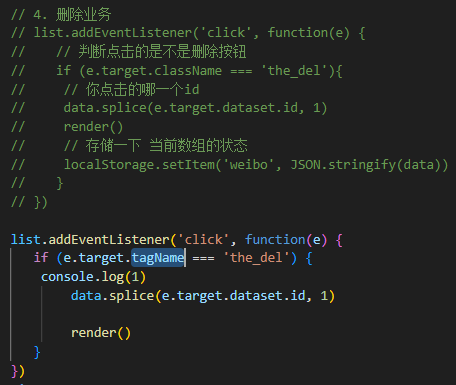 // 4. 删除业务
// list.addEventListener('click', function(e) {
//   // 判断点击的是不是删除按钮
//   if (e.target.className === 'the_del'){
//    // 你点击的哪一个id
//    data.splice(e.target.dataset.id, 1)
//    render()
//    // 存储一下 当前数组的状态
//    localStorage.setItem('weibo', JSON.stringify(data))
//   }
// })
list.addEventListener('click', function(e) {
if (e.target.tagName === 'the_del') {
console.log(1)
data.splice(e.target.dataset.id, 1)
render()
}
})